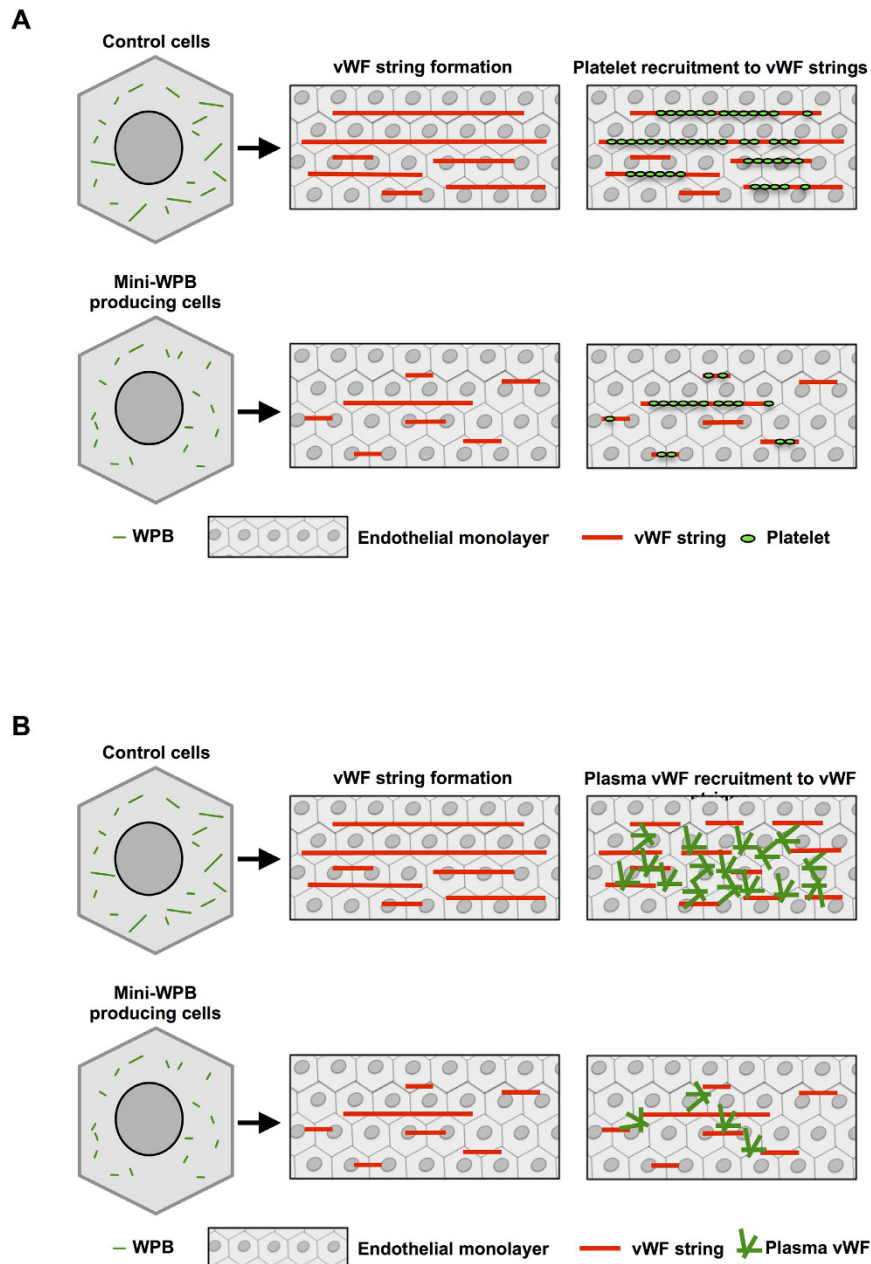 A
Control cells
vWF string formation
Platelet recruitment to vWF strings
Mini-WPB
producing cells
WPB
Endothelial monolayer
vWF string
Platelet
B
Control cells
vWF string formation
Plasma vWF recruitment to vWF
Mini-WPB
producing cells
WPB
Endothelial monolayer
vWF string
Plasma vWF